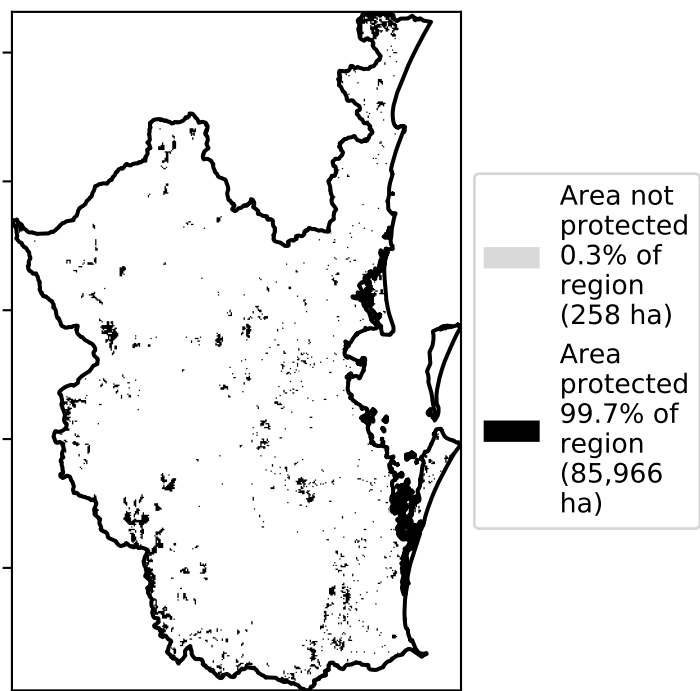 Area not
protected
0.3% of
region
(258 ha)
Area
protected
99.7% of
region
(85,966
ha)